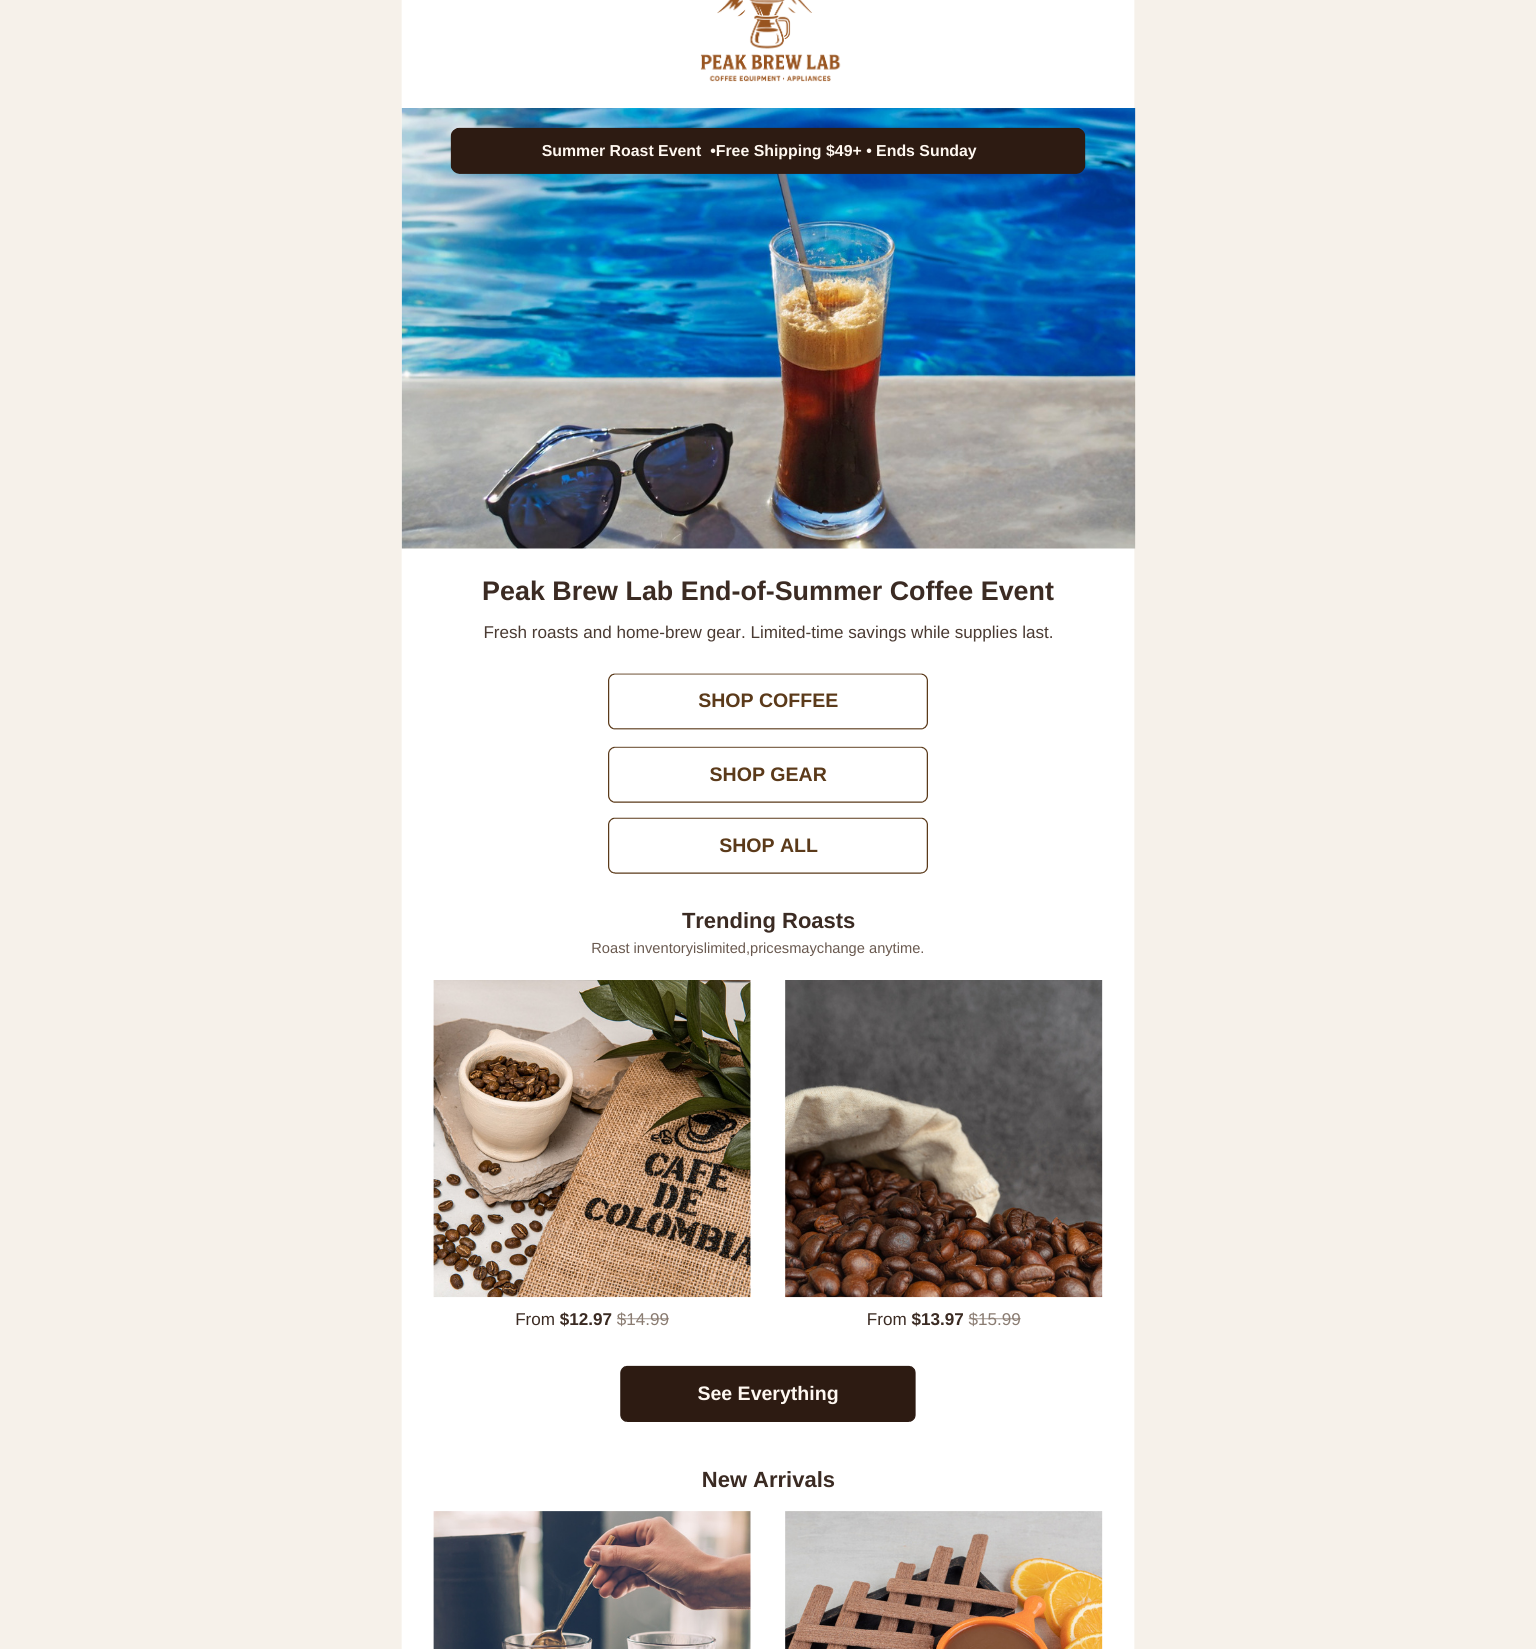 PEAK BREW LAB
COFFEE EQUIPMENT · APPLIANCES
Summer Roast Event •Free Shipping $49+ • Ends Sunday
Peak Brew Lab End-of-Summer Coffee Event
Fresh roasts and home-brew gear. Limited-time savings while supplies last.
SHOP COFFEE
SHOP GEAR
SHOP ALL
Trending Roasts
Roast inventoryislimited,pricesmaychange anytime.
CAFE
DE
COLOMBIA
From $12.97 $14.99
From $13.97 $15.99
See Everything
New Arrivals